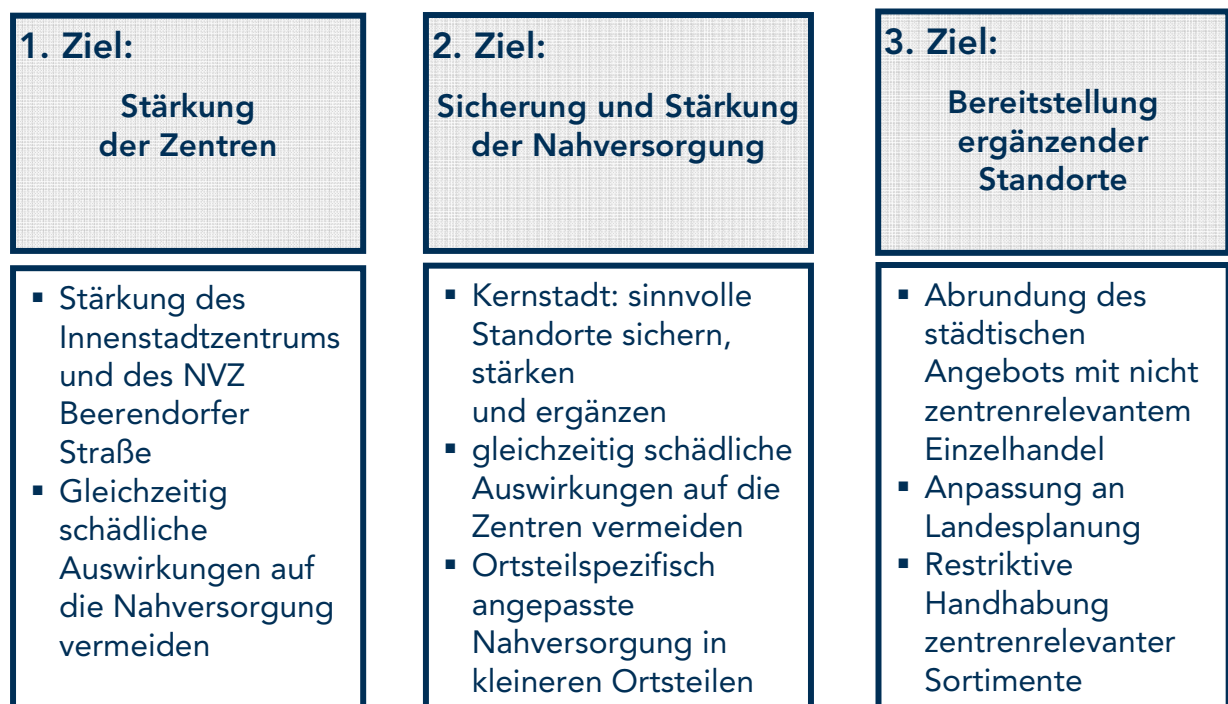 1. Ziel:
Stärkung
der Zentren
▪ Stärkung des
Innenstadtzentrums
und des NVZ
Beerendorfer
Straße
▪ Gleichzeitig
schädliche
Auswirkungen auf
die Nahversorgung
vermeiden
2. Ziel:
Sicherung und Stärkung
der Nahversorgung
▪ Kernstadt: sinnvolle
Standorte sichern,
stärken
und ergänzen
▪ gleichzeitig schädliche
Auswirkungen auf die
Zentren vermeiden
▪ Ortsteilspezifisch
angepasste
Nahversorgung in
kleineren Ortsteilen
3. Ziel:
Bereitstellung
ergänzender
Standorte
▪ Abrundung des
städtischen
Angebots mit nicht
zentrenrelevantem
Einzelhandel
▪ Anpassung an
Landesplanung
▪ Restriktive
Handhabung
zentrenrelevanter
Sortimente